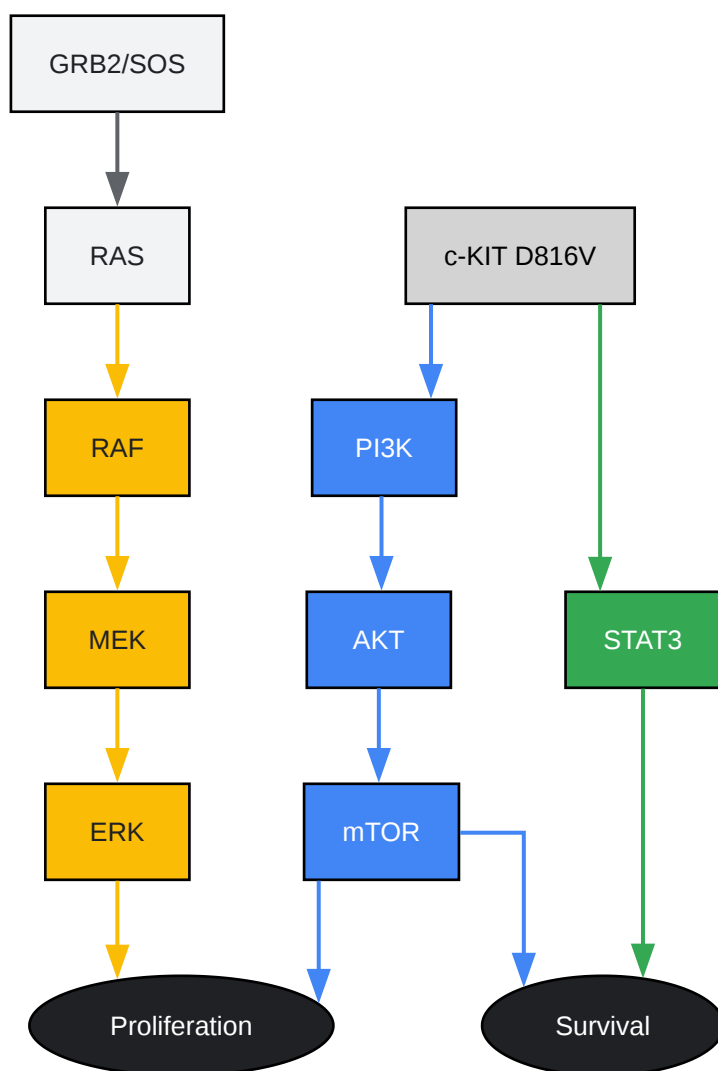 GRB2/SOS
RAS
c-KIT D816V
RAF
PI3K
MEK
AKT
STAT3
ERK
mTOR
Proliferation
Survival